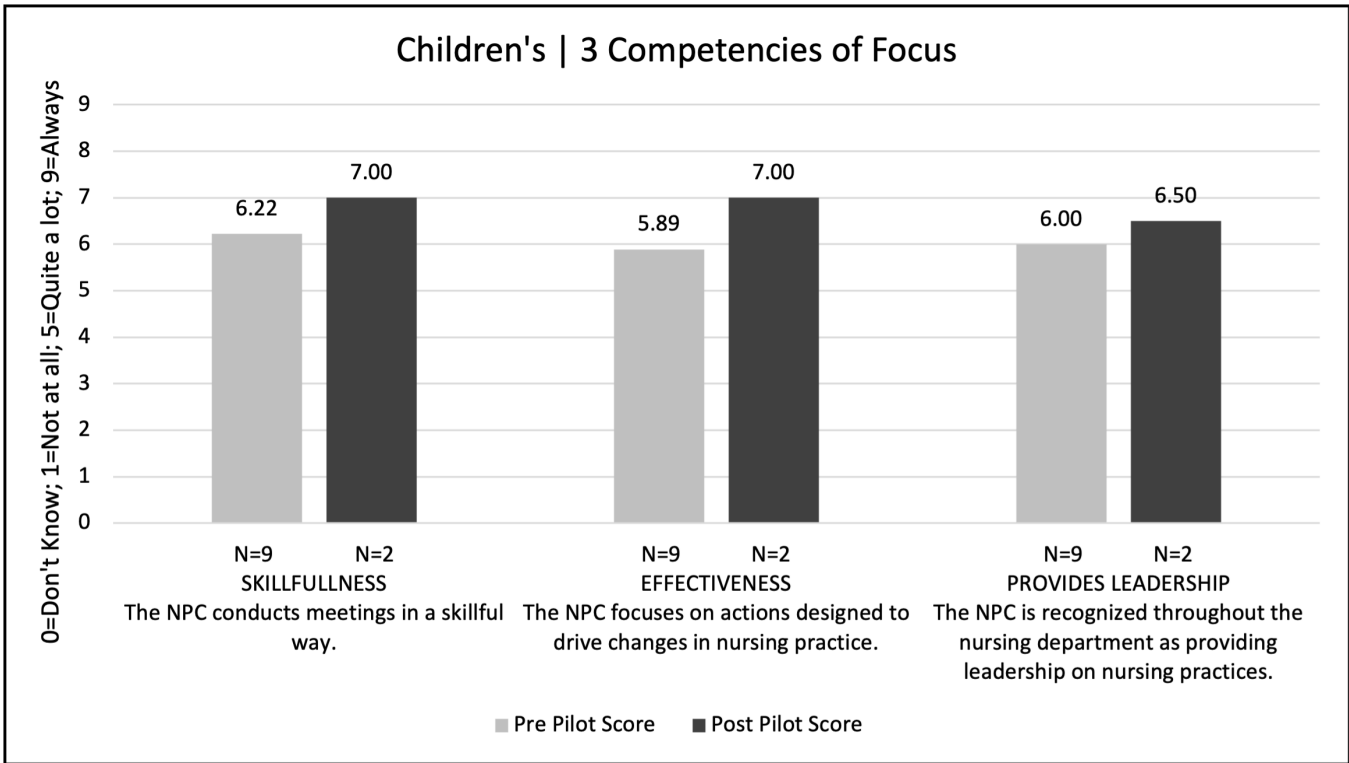 Children's | 3 Competencies of Focus
0=Don't Know; 1=Not at all; 5=Quite a lot; 9=Always
9
8
7
6
5
4
3
2
1
0
6.22
7.00
5.89
7.00
6.00
6.50
N=9 N=2
SKILLFULLNESS
The NPC conducts meetings in a skillful
way.
N=9 N=2
EFFECTIVENESS
The NPC focuses on actions designed to
drive changes in nursing practice.
N=9 N=2
PROVIDES LEADERSHIP
The NPC is recognized throughout the
nursing department as providing
leadership on nursing practices.
Pre Pilot Score Post Pilot Score